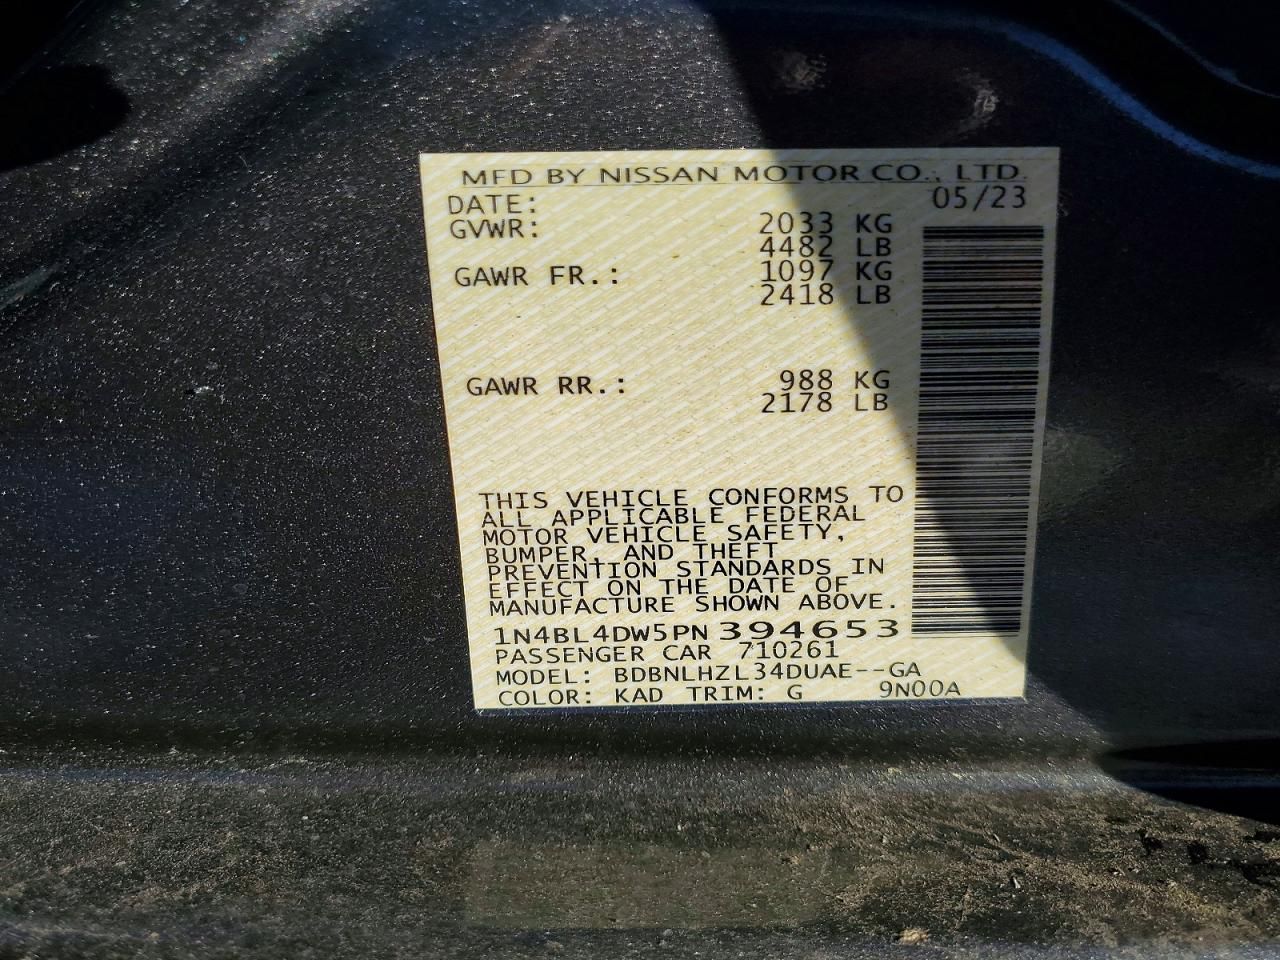 MFD BY NISSAN MOTOR CO., LTD.
DATE: 05/23
GVWR: 2033 KG
4482 LB
GAWR FR.: 1097 KG
2418 LB
GAWR RR.: 988 KG
2178 LB
THIS VEHICLE CONFORMS TO
ALL APPLICABLE FEDERAL
MOTOR VEHICLE SAFETY,
BUMPER, AND THEFT
PREVENTION STANDARDS IN
EFFECT ON THE DATE OF
MANUFACTURE SHOWN ABOVE.
1N4BL4DW5PN394653
PASSENGER CAR 710261
MODEL: BDBNLHZL34DUAE--GA
COLOR: KAD TRIM: G 9N00A